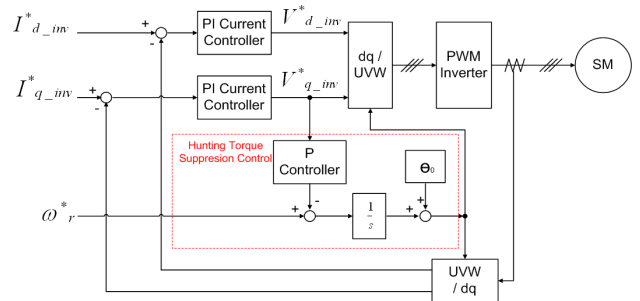 I*d_inv
+
-
PI Current
Controller
V*d_inv
dq /
UVW
PWM
Inverter
SM
I*q_inv
+
-
PI Current
Controller
V*q_inv
Hunting Torque
Suppresion Control
P
Controller
Θ0
-
ω*r
+
1
s
+
+
UVW
/ dq